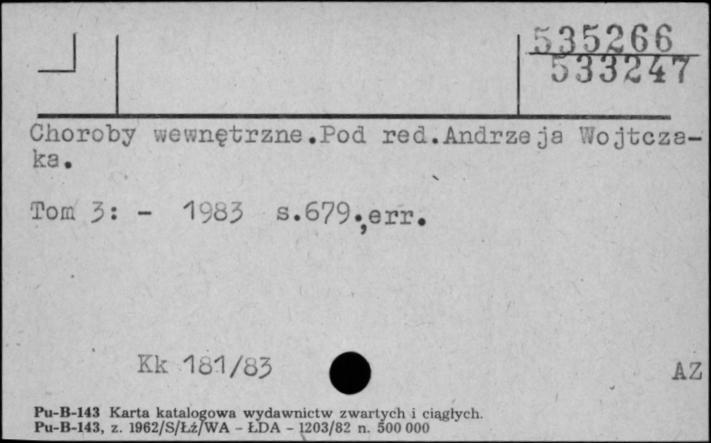 535266
533247
Choroby wewnętrzne.Pod red.Andrzeja Wojtcza-
ka.
Tom 3: - 1983 s.679.,err.
Kk 181/83
AZ
Pu-B-143 Karta katalogowa wydawnictw zwartych i ciągłych.
Pu-B-143, z. 1962/S/Łź/WA - ŁDA - 1203/82 n. 500 000